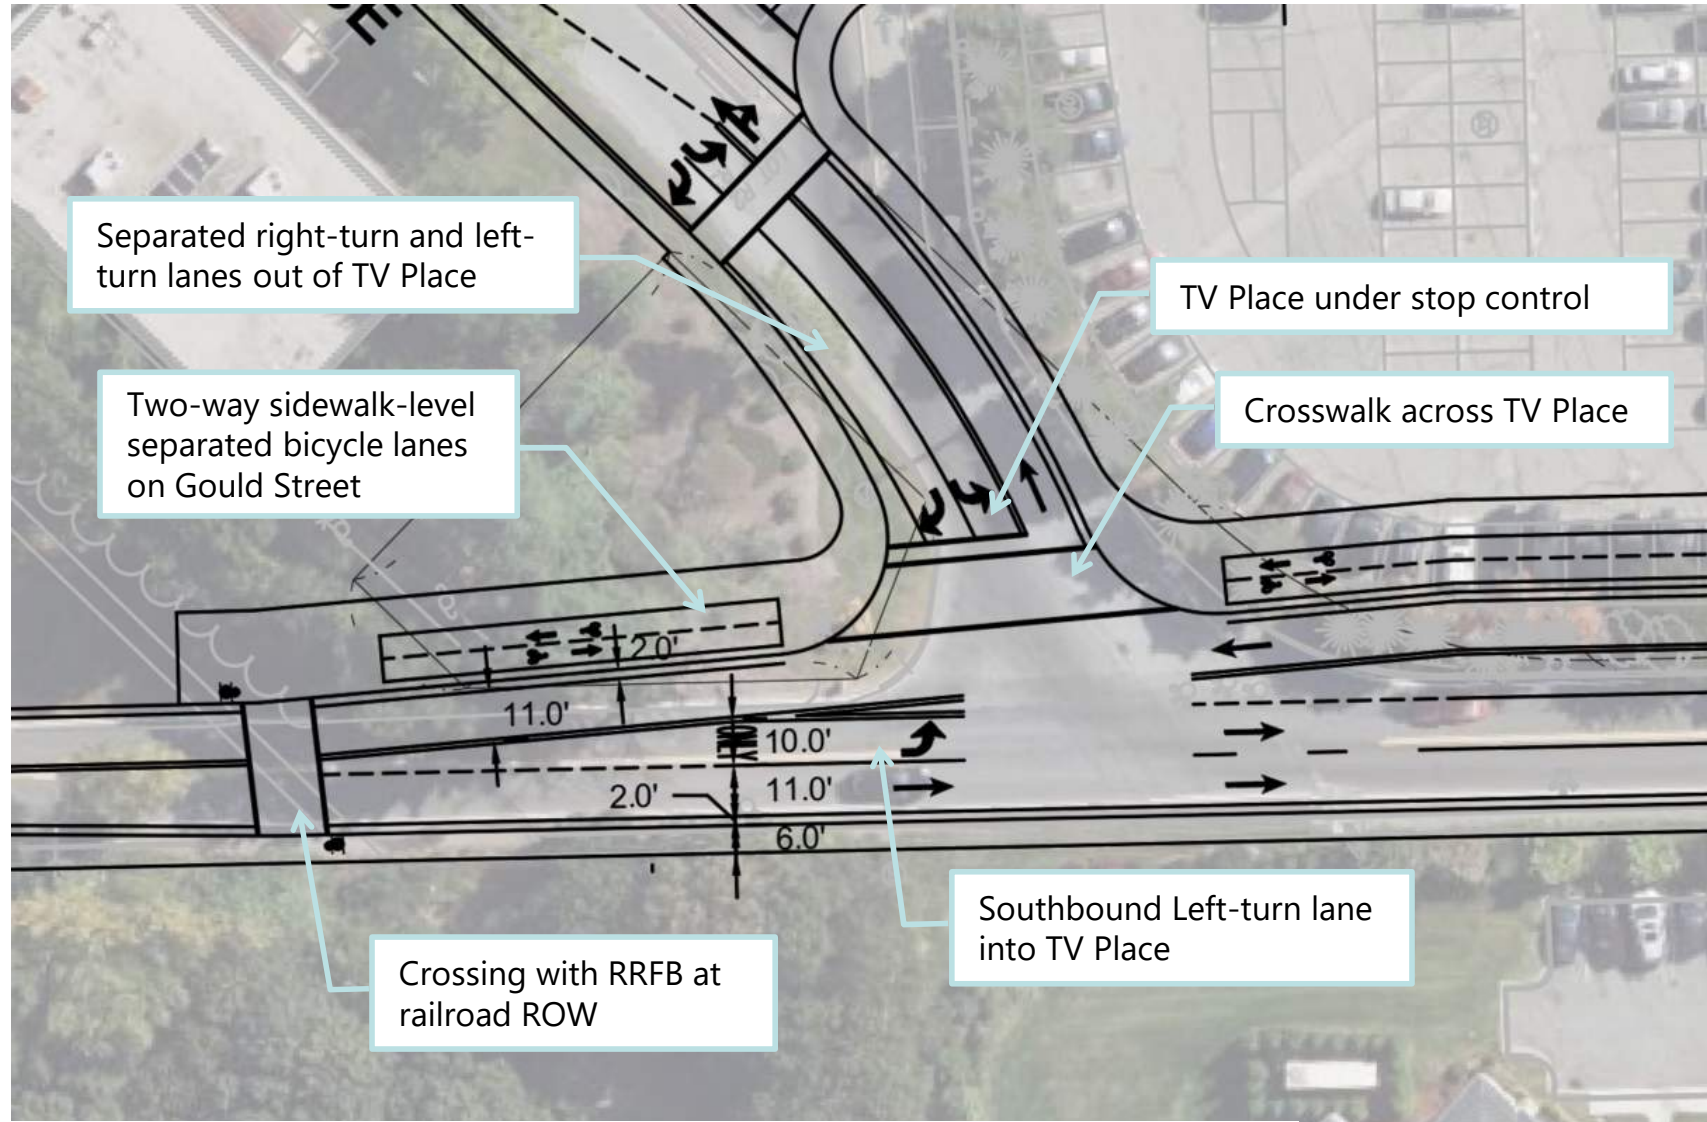 SE
A
Separated right-turn and left-
turn lanes out of TV Place
TV Place under stop control
Two-way sidewalk-level
separated bicycle lanes
on Gould Street
Crosswalk across TV Place
2.0'
11.0'
ONLY
10.0'
2.0'
11.0'
6.0'
Southbound Left-turn lane
into TV Place
Crossing with RRFB at
railroad ROW